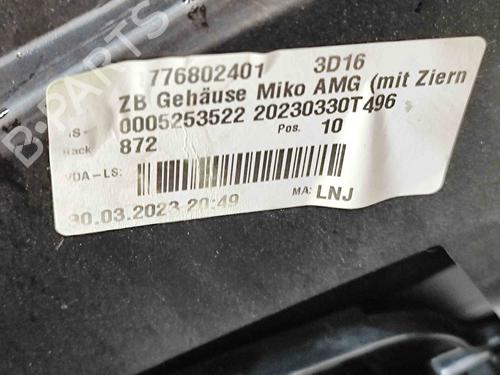 776802401 3D16
ZB Gehäuse Miko AMG (mit Ziern
0005253522 20230330T496
Pos. 10
872
VDA-LS:
30.03.2023 20:49 MA: LNJ
B-PARTS